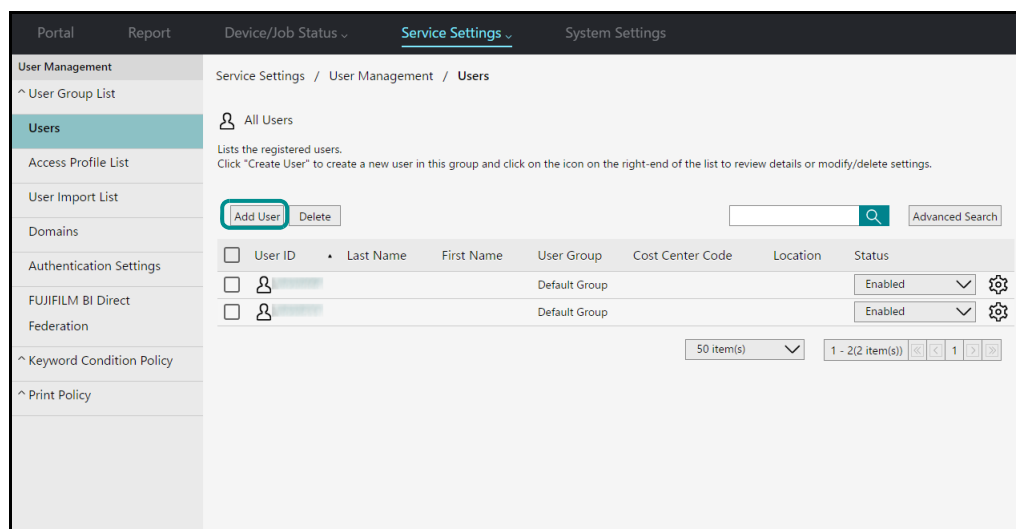 Portal Report Device/Job Status Service Settings System Settings
User Management
User Group List
Users
Access Profile List
User Import List
Domains
Authentication Settings
FUJIFILM BI Direct
Federation
Keyword Condition Policy
Print Policy
Service Settings / User Management / Users
All Users
Lists the registered users.
Click "Create User" to create a new user in this group and click on the icon on the right-end of the list to review details or modify/delete settings.
Add User Delete Advanced Search
User ID Last Name First Name User Group Cost Center Code Location Status
Default Group Enabled
Default Group Enabled
50 item(s) 1 - 2(2 item(s)) 1